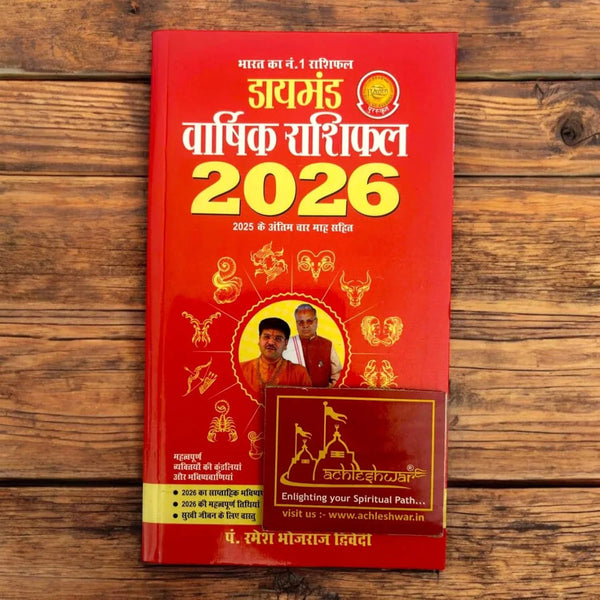 भारत का नं.1 राशिफल
डायमंड
वार्षिक राशिफल
2026
2025 के अंतिम चार माह सहित
महत्वपूर्ण
व्यक्तियों की कुंडलियां
और भविष्यवाणियां
• 2026 का साप्ताहिक
• 2026 की महत्वपूर्ण तिथियां
• सुखी जीवन के लिए वास्तु
achleshwar®
Enlighting your Spiritual Path...
visit us :- www.achleshwar.in
पं. रमेश भोजराज द्विवेदी